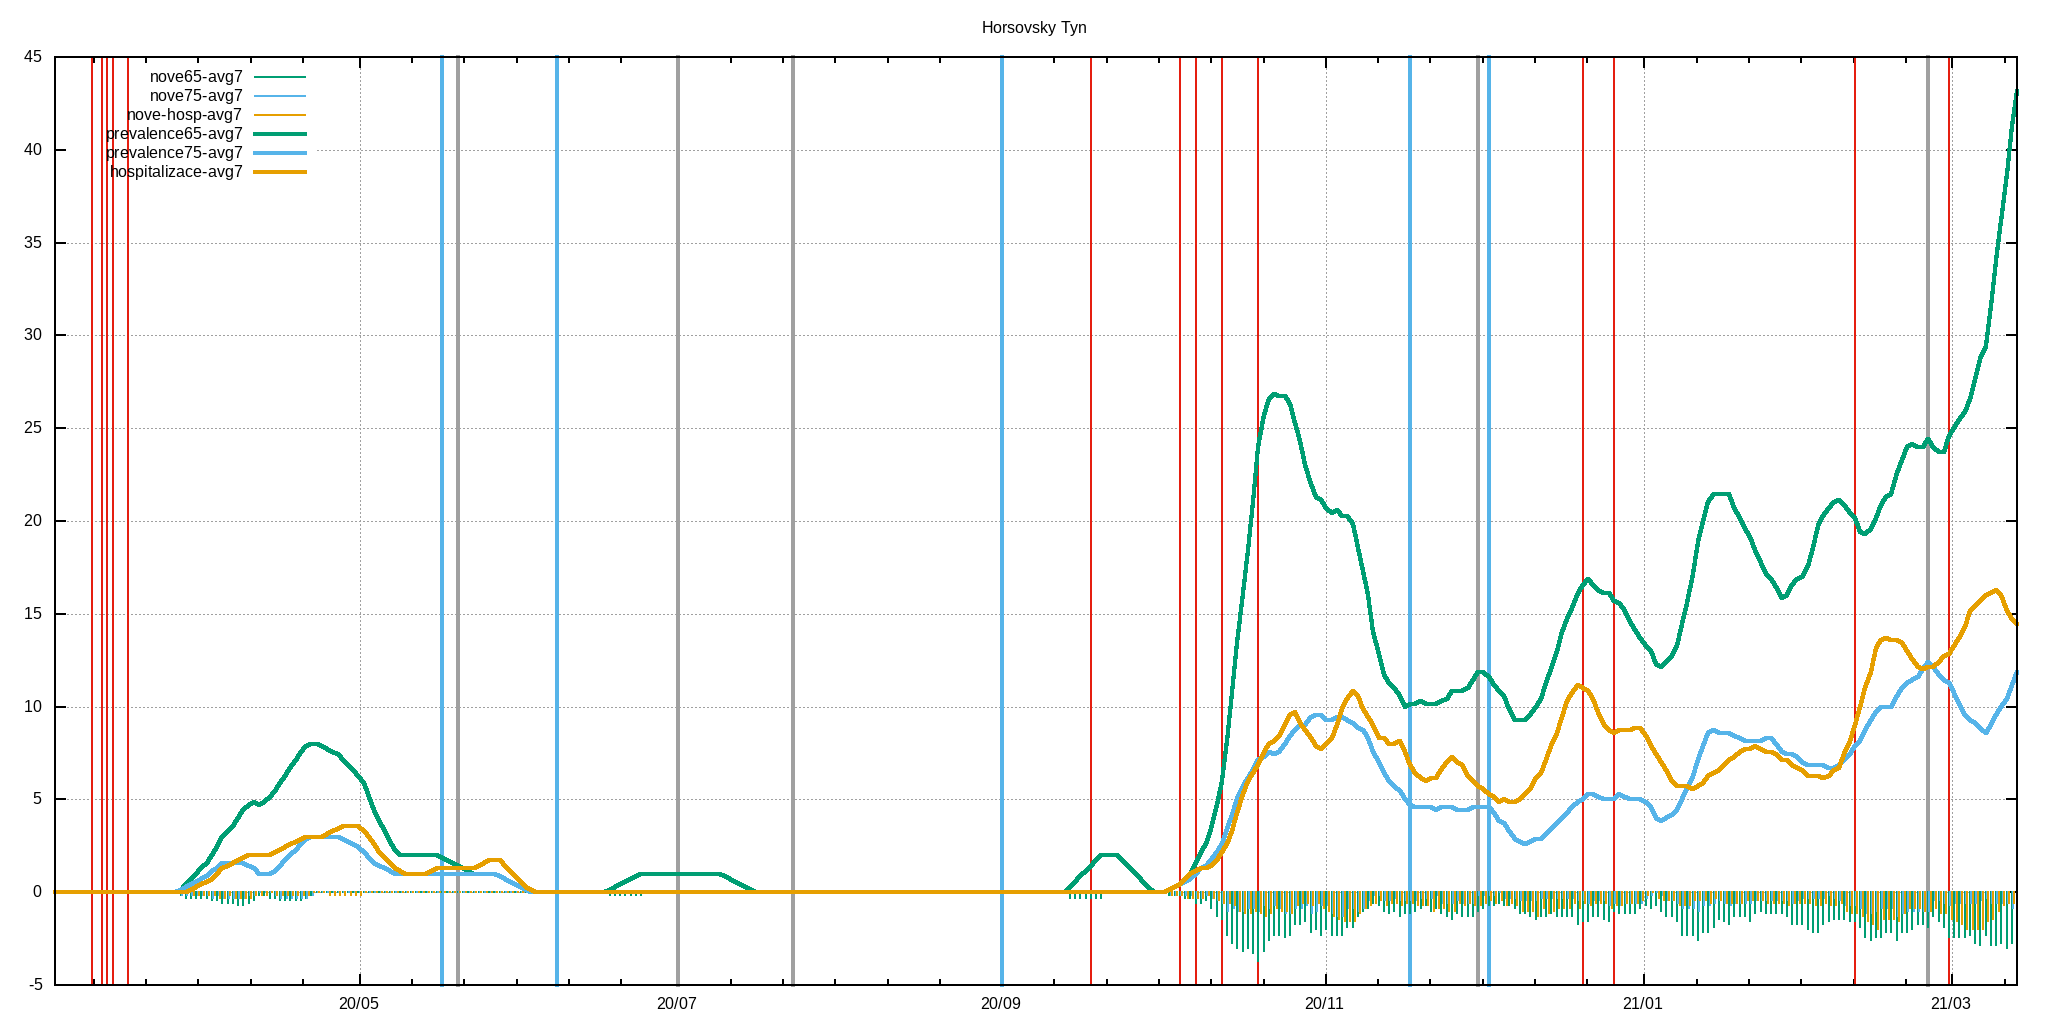 Horsovsky Tyn
45
40
35
30
25
20
15
10
5
0
-5
nove65-avg7
nove75-avg7
nove-hosp-avg7
prevalence65-avg7
prevalence75-avg7
hospitalizace-avg7
20/05
20/07
20/09
20/11
21/01
21/03